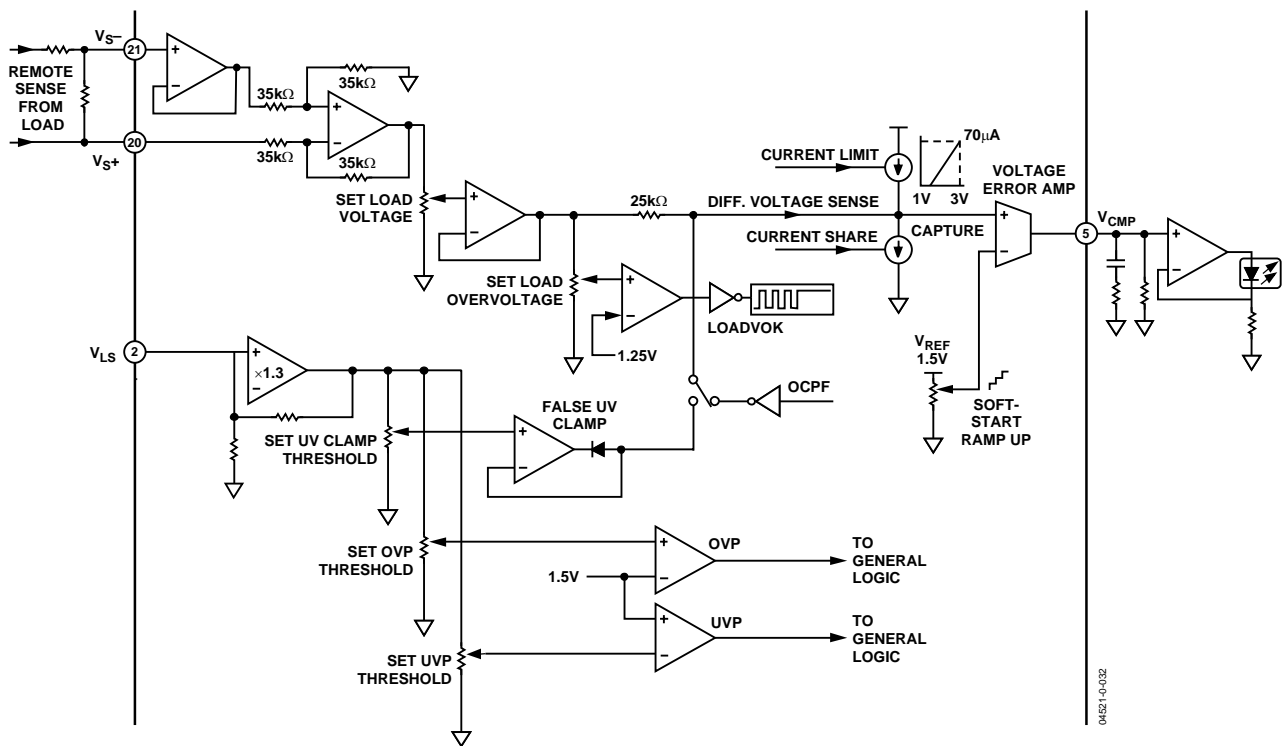 VS−
21
REMOTE
SENSE
FROM
LOAD
20
VS+
35kΩ
35kΩ
35kΩ
35kΩ
SET LOAD
VOLTAGE
25kΩ
DIFF. VOLTAGE SENSE
CURRENT LIMIT
70µA
1V
3V
VOLTAGE
ERROR AMP
CURRENT SHARE
CAPTURE
5
VCMP
SET LOAD
OVERVOLTAGE
1.25V
LOADVOK
VREF
1.5V
SOFT-
START
RAMP UP
VLS
2
×1.3
SET UV CLAMP
THRESHOLD
FALSE UV
CLAMP
OCPF
SET OVP
THRESHOLD
1.5V
OVP
TO
GENERAL
LOGIC
UVP
TO
GENERAL
LOGIC
SET UVP
THRESHOLD
04521-0-032